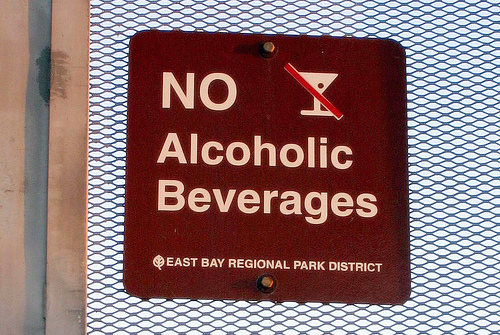 NO
Alcoholic
Beverages
EAST BAY REGIONAL PARK DISTRICT